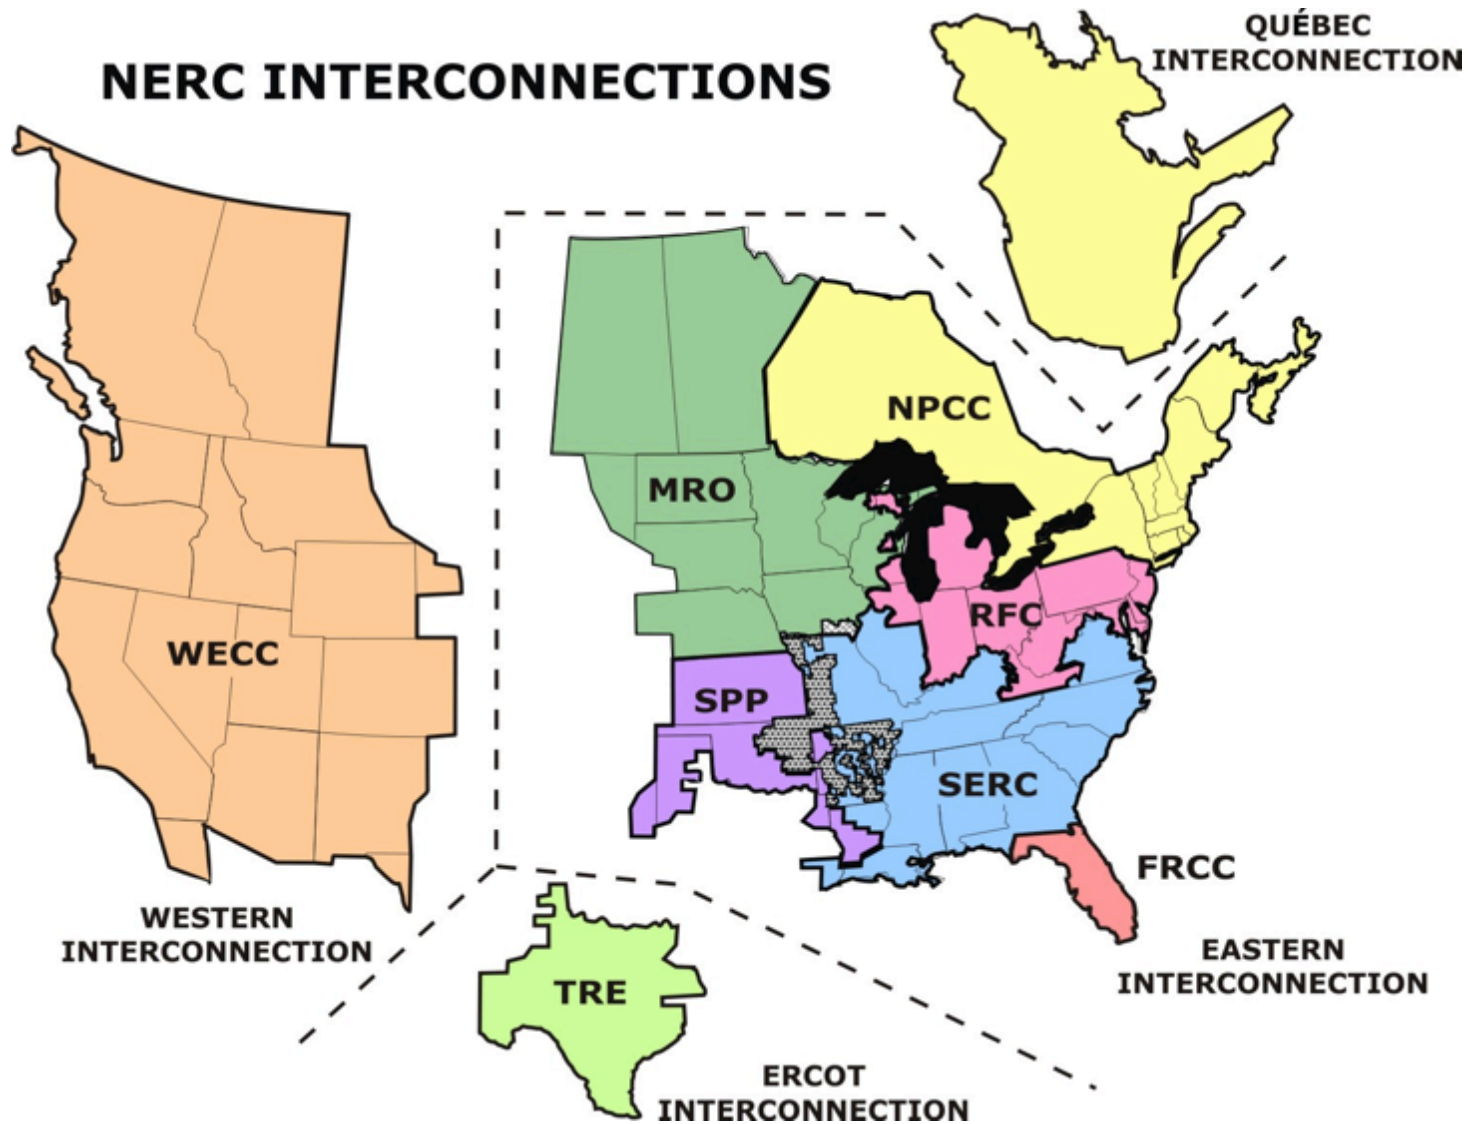 QUÉBEC
INTERCONNECTION
NERC INTERCONNECTIONS
NPCC
MRO
RFC
WECC
SPP
SERC
FRCC
WESTERN
INTERCONNECTION
EASTERN
INTERCONNECTION
TRE
ERCOT
INTERCONNECTION